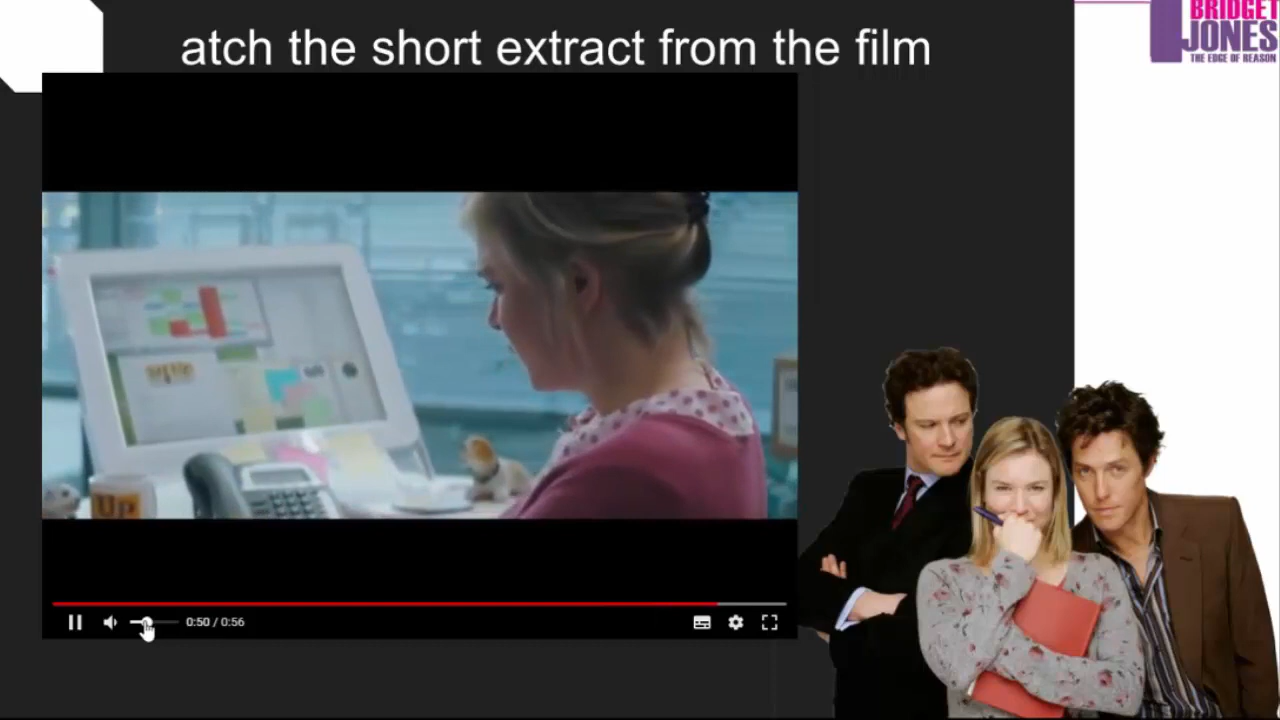 atch the short extract from the film
BRIDGET
JONES
THE EDGE OF REASON
Up
0:50 / 0:56